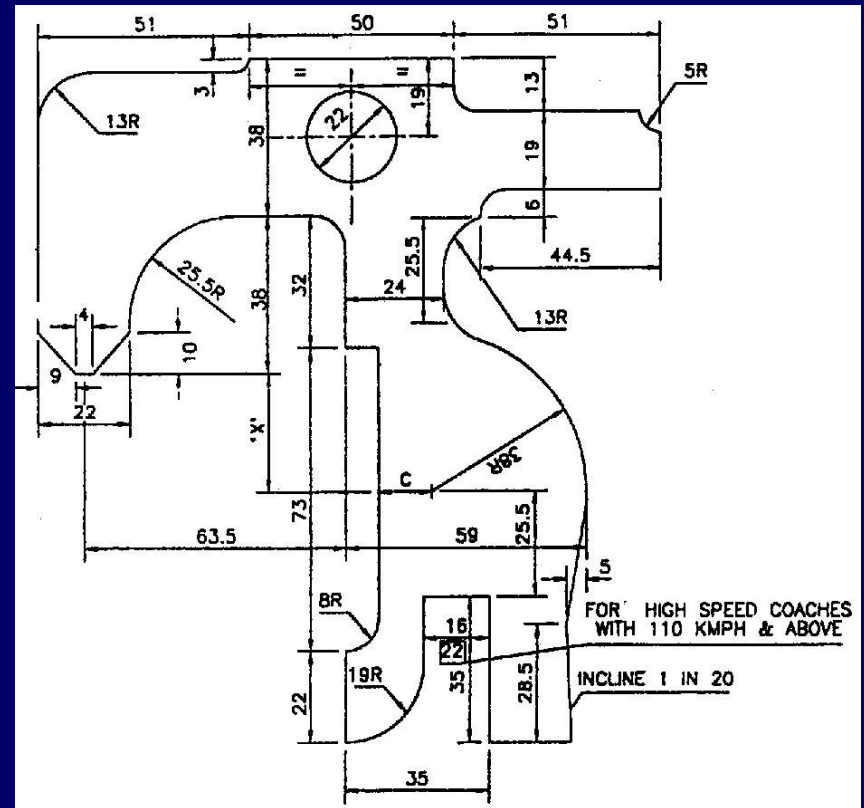 51
50
51
3
=
=
19
13
5R
13R
22
38
19
6
25.5R
38
32
25.5
24
44.5
13R
4
10
9
22
'X'
38R
C
73
25.5
63.5
59
5
8R
16
FOR HIGH SPEED COACHES
WITH 110 KMPH & ABOVE
22
19R
35
28.5
INCLINE 1 IN 20
22
35